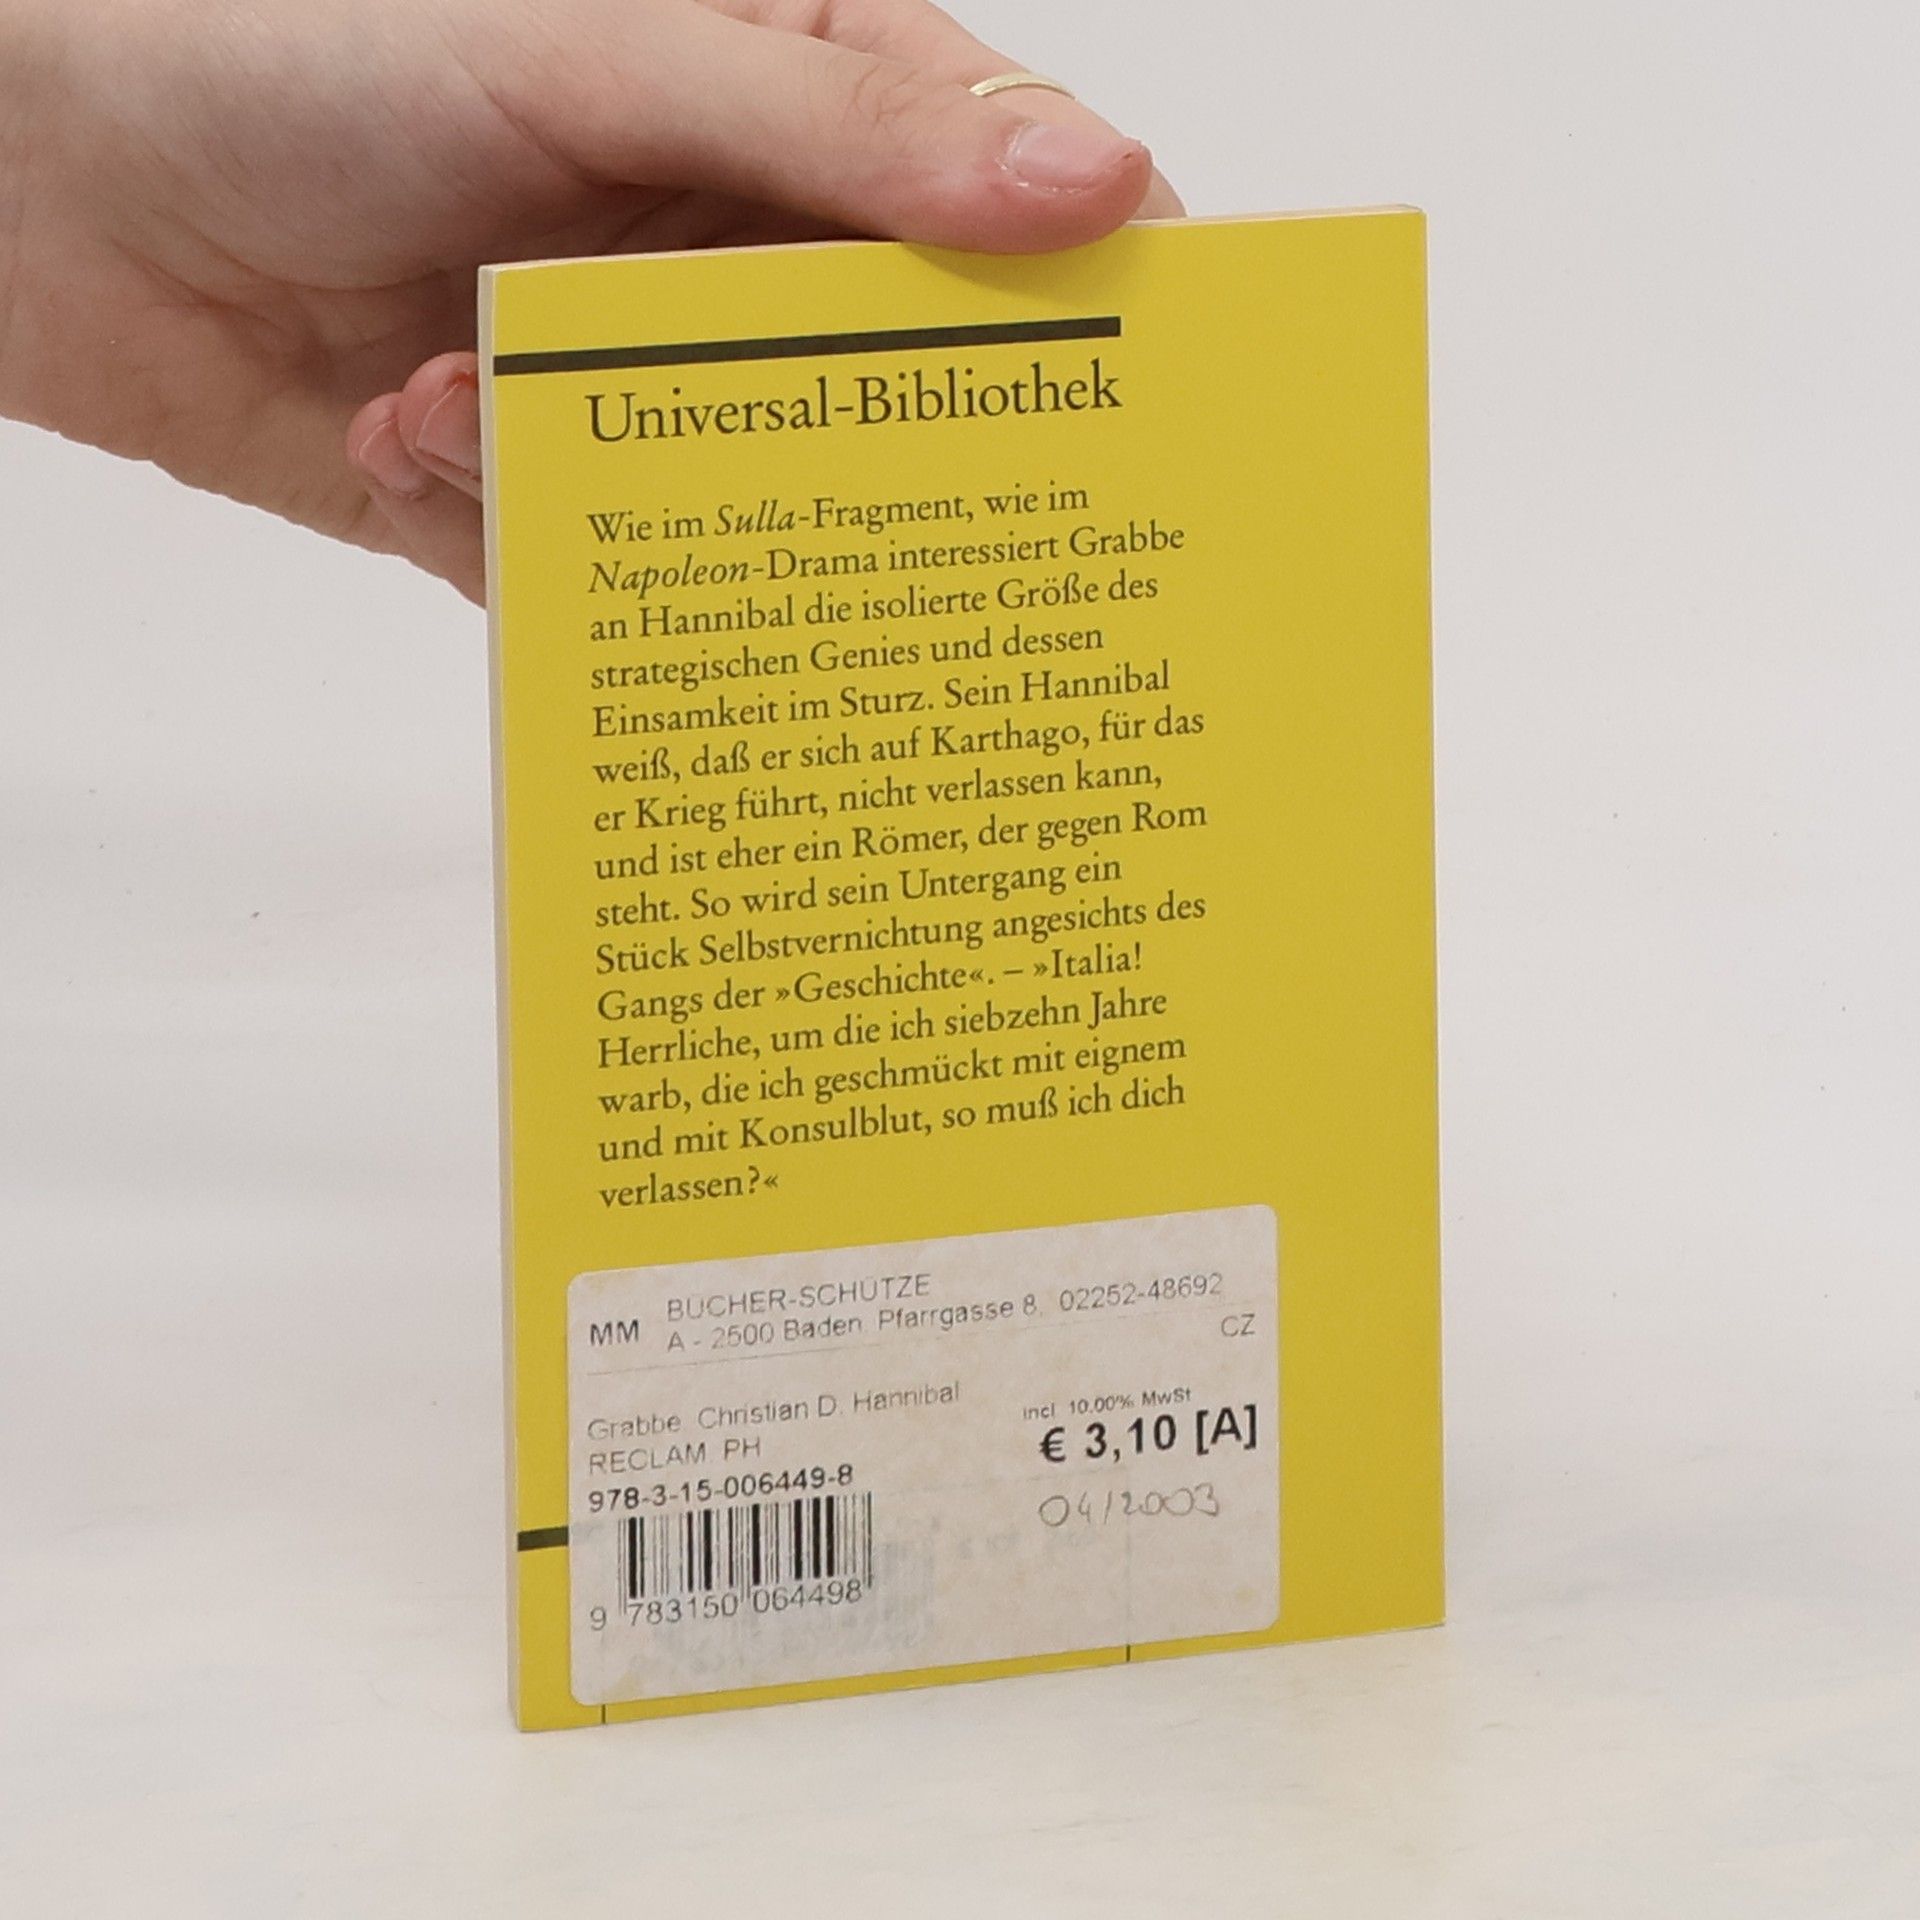 Universal-Bibliothek
Wie im Sulla-Fragment, wie im
Napoleon-Drama interessiert Grabbe
an Hannibal die isolierte Größe des
strategischen Genies und dessen
Einsamkeit im Sturz. Sein Hannibal
weiß, daß er sich auf Karthago, für das
er Krieg führt, nicht verlassen kann,
und ist eher ein Römer, der gegen Rom
steht. So wird sein Untergang ein
Stück Selbstvernichtung angesichts des
Gangs der »Geschichte«. – »Italia!
Herrliche, um die ich siebzehn Jahre
warb, die ich geschmückt mit eignem
und mit Konsulblut, so muß ich dich
verlassen?«
MM BÜCHER-SCHÜTZE
A - 2500 Baden, Pfarrgasse 8, 02252-48692
CZ
Grabbe, Christian D. Hannibal
RECLAM, PH
978-3-15-006449-8
incl. 10.00% MwSt
€ 3,10 [A]
04/2003
9 783150 064498